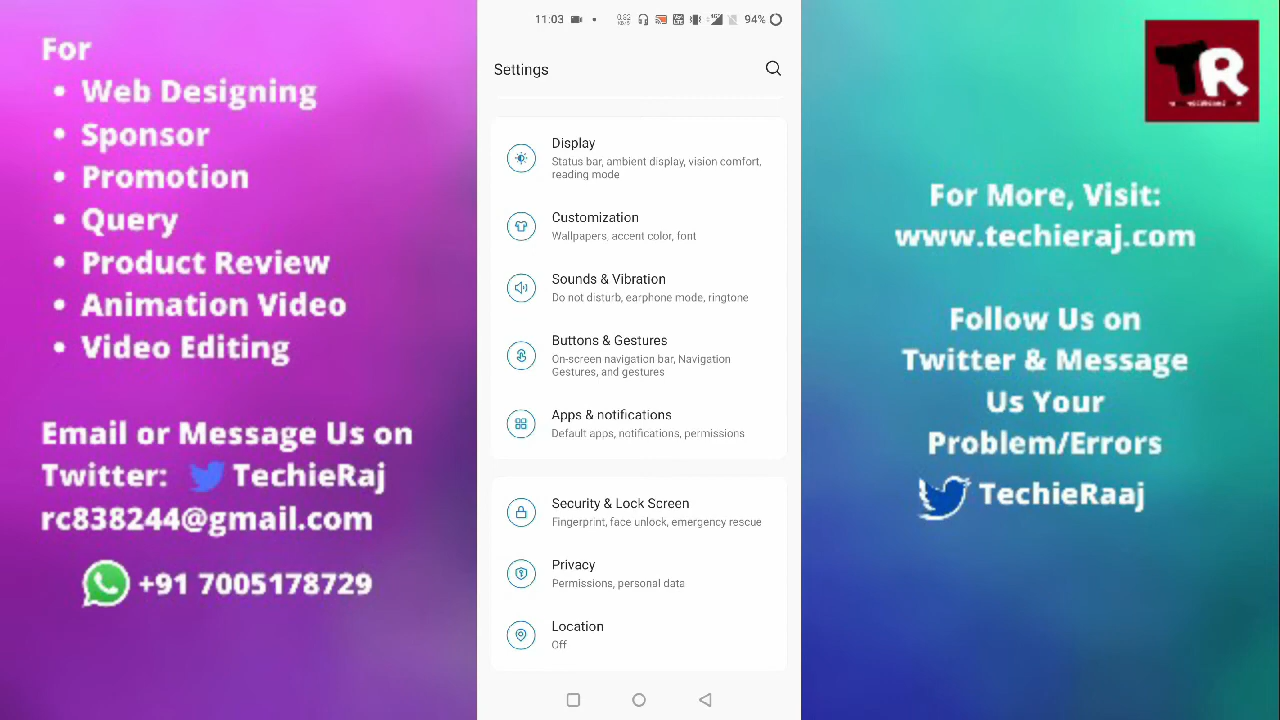 For
• Web Designing
• Sponsor
• Promotion
• Query
• Product Review
• Animation Video
• Video Editing
Email or Message Us on
Twitter: TechieRaj
rc838244@gmail.com
+91 7005178729
11:03
94%
Settings
Display
Status bar, ambient display, vision comfort,
reading mode
Customization
Wallpapers, accent color, font
Sounds & Vibration
Do not disturb, earphone mode, ringtone
Buttons & Gestures
On-screen navigation bar, Navigation
Gestures, and gestures
Apps & notifications
Default apps, notifications, permissions
Security & Lock Screen
Fingerprint, face unlock, emergency rescue
Privacy
Permissions, personal data
Location
Off
TR
For More, Visit:
www.techieraj.com
Follow Us on
Twitter & Message
Us Your
Problem/Errors
TechieRaaj